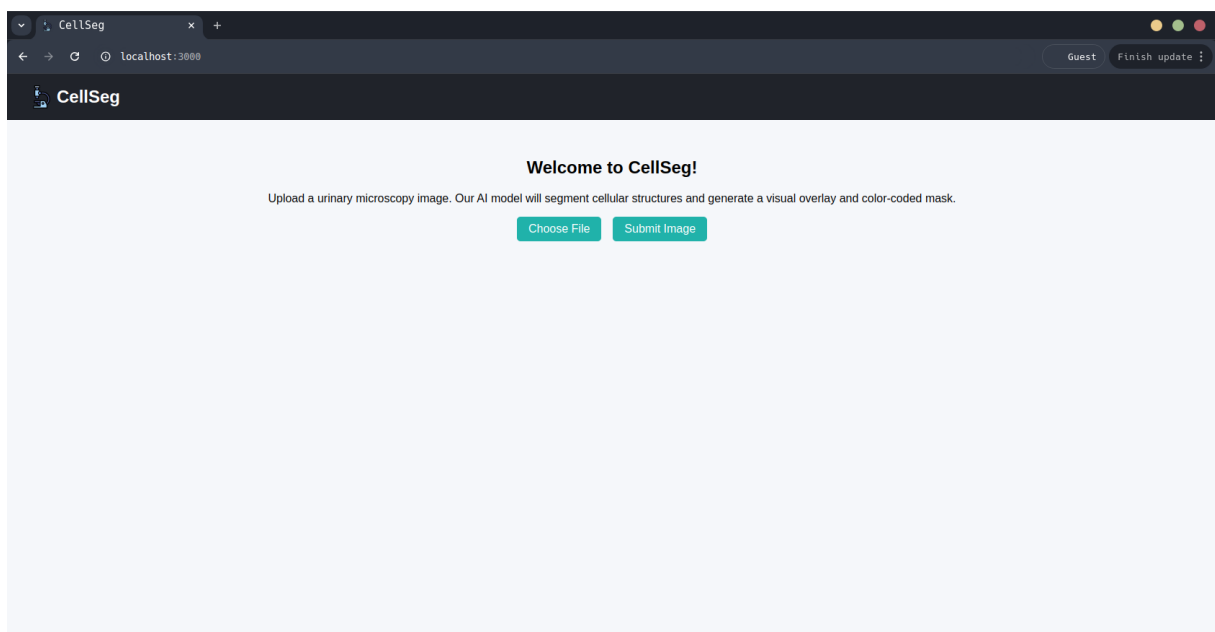 CellSeg
localhost:3000
Guest
Finish update
CellSeg
Welcome to CellSeg!
Upload a urinary microscopy image. Our AI model will segment cellular structures and generate a visual overlay and color-coded mask.
Choose File
Submit Image